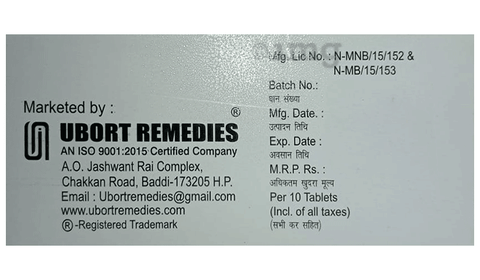 Marketed by :
®
UBORT REMEDIES
AN ISO 9001:2015 Certified Company
A.O. Jashwant Rai Complex,
Chakkan Road, Baddi-173205 H.P.
Email : Ubortremedies@gmail.com
www.ubortremedies.com
®-Registered Trademark
1mg
Mfg. Lic No. : N-MNB/15/152 &
N-MB/15/153
Batch No.:
घान संख्या
Mfg. Date. :
उत्पादन तिथि
Exp. Date :
अवसान तिथि
M.R.P. Rs. :
अधिकतम खुदरा मूल्य
Per 10 Tablets
(Incl. of all taxes)
(सभी कर सहित)